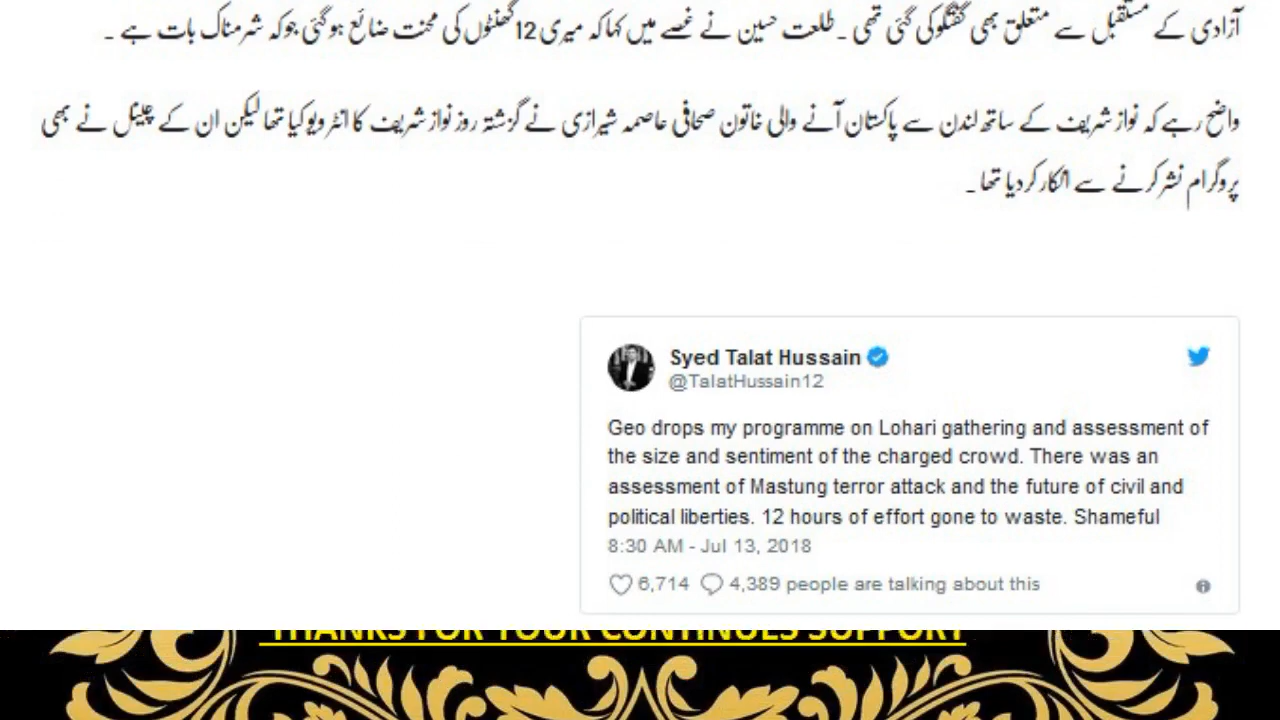 آزادی کے مستقبل سے متعلق بھی گفتگو کی گئی تھی ۔ طلعت حسین نے غصے میں کہا کہ میری 12 گھنٹوں کی محنت ضائع ہوگئی جو کہ شرمناک بات ہے ۔
واضح رہے کہ نواز شریف کے ساتھ لندن سے پاکستان آنے والی خاتون صحافی عاصمہ شیرازی نے گزشتہ روز نواز شریف کا انٹرویو کیا تھا لیکن ان کے چینل نے بھی
پروگرام نشر کرنے سے انکار کر دیا تھا ۔
Syed Talat Hussain
@TalatHussain12
Geo drops my programme on Lohari gathering and assessment of
the size and sentiment of the charged crowd. There was an
assessment of Mastung terror attack and the future of civil and
political liberties. 12 hours of effort gone to waste. Shameful
8:30 AM - Jul 13, 2018
6,714 4,389 people are talking about this
THANKS FOR YOUR CONTINUES SUPPORT